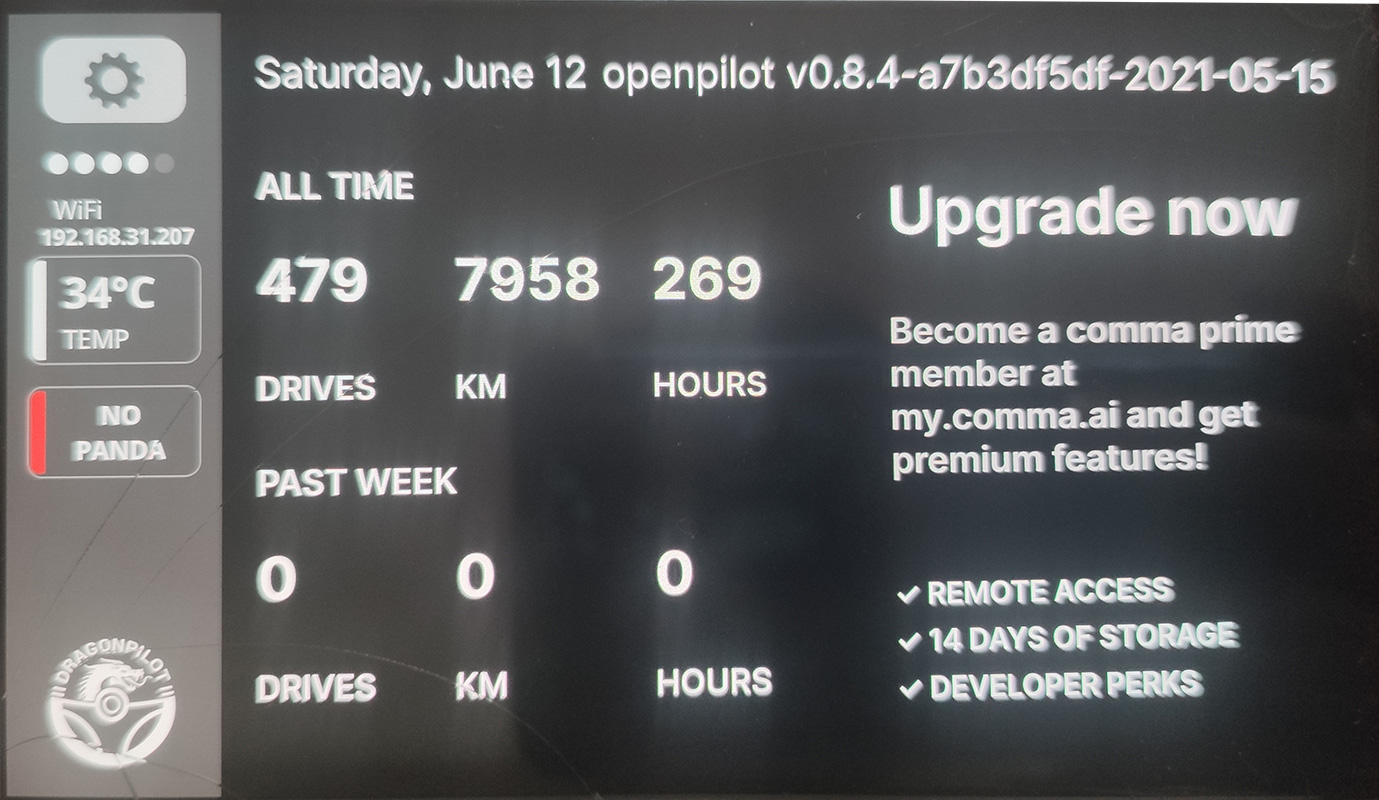 Saturday, June 12 openpilot v0.8.4-a7b3df5df-2021-05-15
WiFi
192.168.31.207
34°C
TEMP
NO
PANDA
DRAGONPILOT
ALL TIME
479 7958 269
DRIVES KM HOURS
PAST WEEK
0 0 0
DRIVES KM HOURS
Upgrade now
Become a comma prime
member at
my.comma.ai and get
premium features!
✓ REMOTE ACCESS
✓ 14 DAYS OF STORAGE
✓ DEVELOPER PERKS